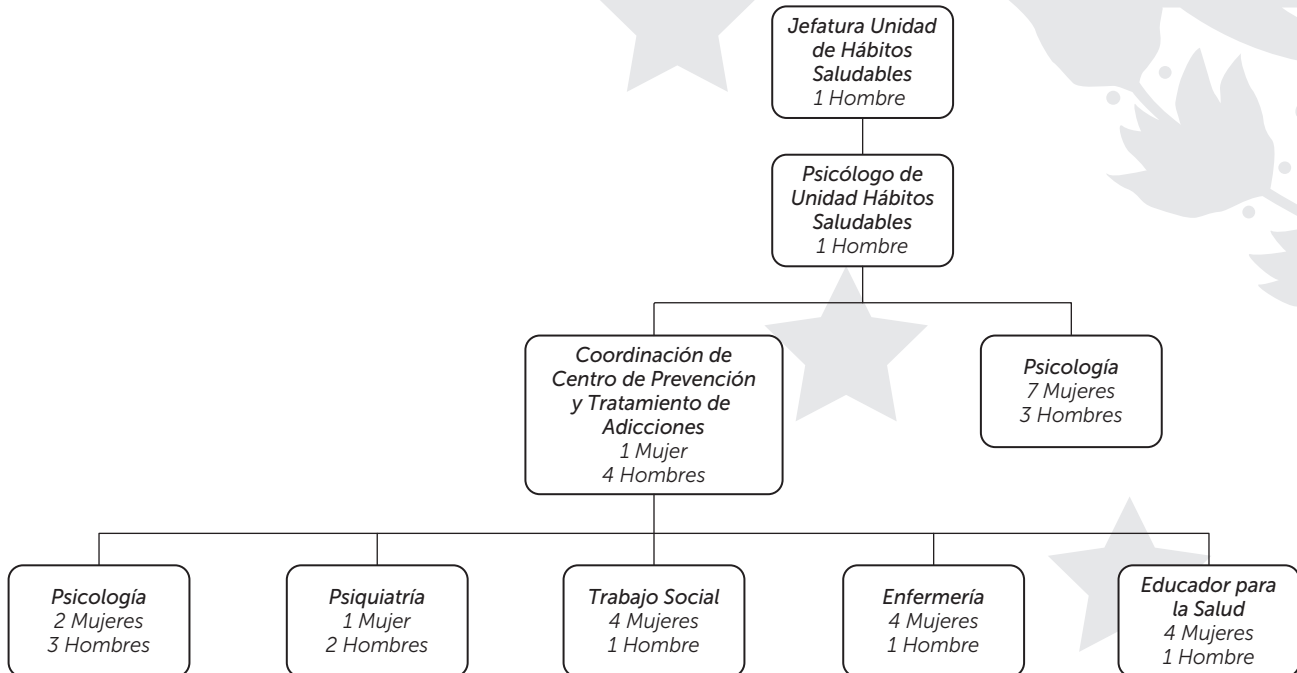 Jefatura Unidad
de Hábitos
Saludables
1 Hombre
Psicólogo de
Unidad Hábitos
Saludables
1 Hombre
Coordinación de
Centro de Prevención
y Tratamiento de
Adicciones
1 Mujer
4 Hombres
Psicología
7 Mujeres
3 Hombres
Psicología
2 Mujeres
3 Hombres
Psiquiatría
1 Mujer
2 Hombres
Trabajo Social
4 Mujeres
1 Hombre
Enfermería
4 Mujeres
1 Hombre
Educador para
la Salud
4 Mujeres
1 Hombre